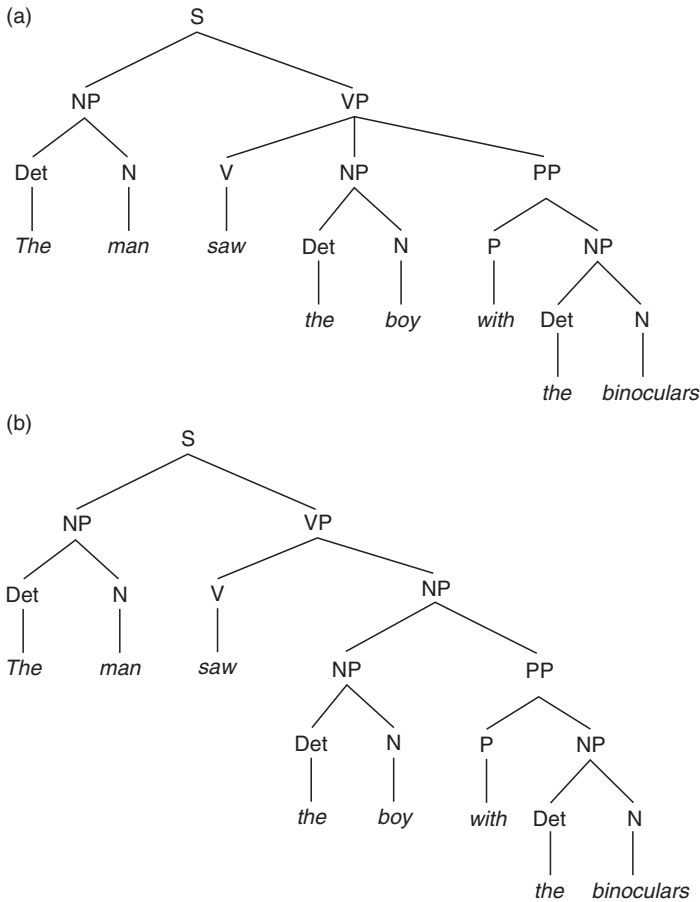 (a)
S
NP VP
Det N V NP PP
The man saw Det N P NP
the boy with Det N
the binoculars
(b)
S
NP VP
Det N V NP
The man saw NP PP
Det N P NP
the boy with Det N
the binoculars